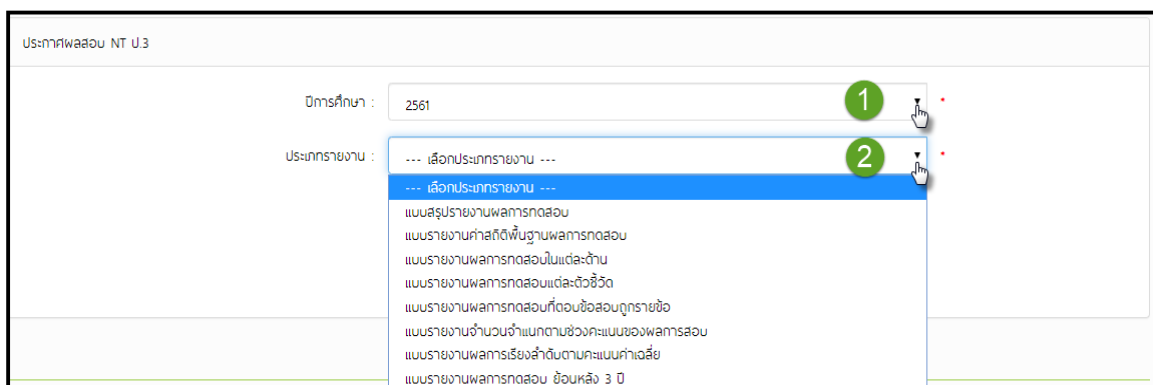 ประกาศผลสอบ NT ป.3
ปีการศึกษา : 2561 1 *
ประเภทรายงาน : --- เลือกประเภทรายงาน --- 2 *
--- เลือกประเภทรายงาน ---
แบบสรุปรายงานผลการทดสอบ
แบบรายงานค่าสถิติพื้นฐานผลการทดสอบ
แบบรายงานผลการทดสอบในแต่ละด้าน
แบบรายงานผลการทดสอบแต่ละตัวชี้วัด
แบบรายงานผลการทดสอบที่ตอบข้อสอบถูกรายข้อ
แบบรายงานจำนวนจำแนกตามช่วงคะแนนของผลการสอบ
แบบรายงานผลการเรียงลำดับตามคะแนนค่าเฉลี่ย
แบบรายงานผลการทดสอบ ย้อนหลัง 3 ปี